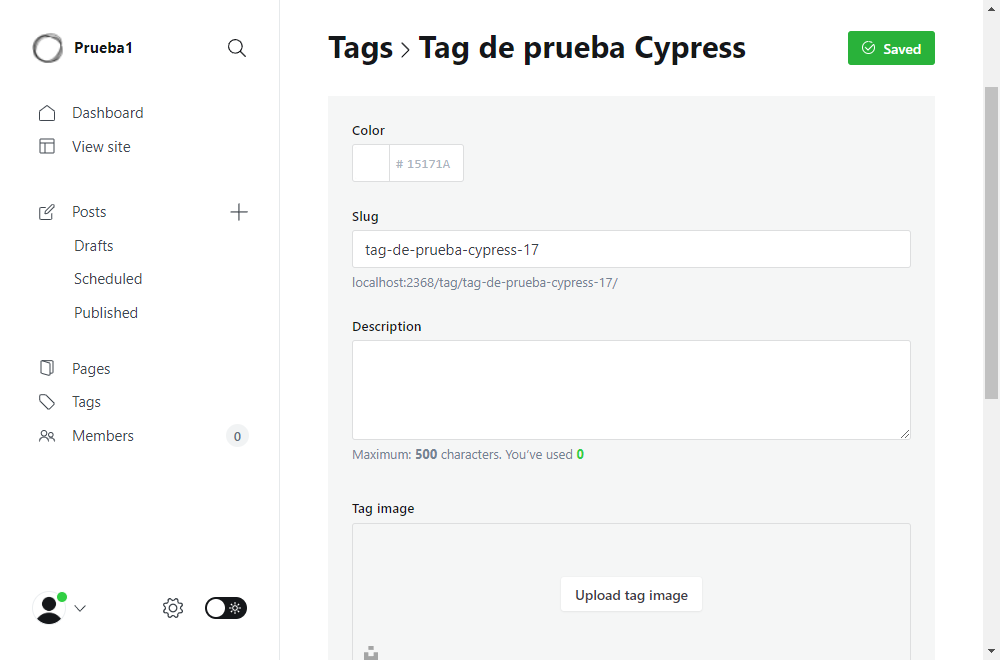 Prueba1
Dashboard
View site
Posts
Drafts
Scheduled
Published
Pages
Tags
Members 0
Tags > Tag de prueba Cypress
Saved
Color
# 15171A
Slug
tag-de-prueba-cypress-17
localhost:2368/tag/tag-de-prueba-cypress-17/
Description
Maximum: 500 characters. You’ve used 0
Tag image
Upload tag image